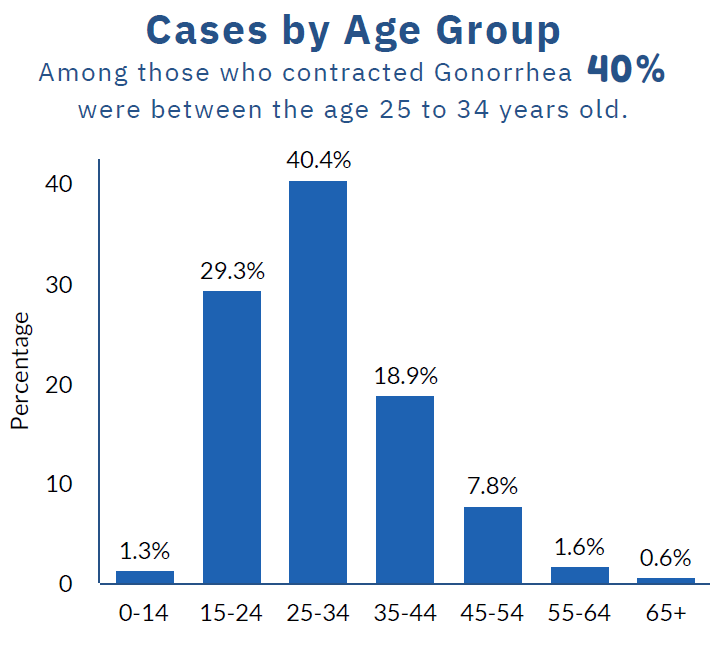 Cases by Age Group
Among those who contracted Gonorrhea 40%
were between the age 25 to 34 years old.
40.4%
40
29.3%
30
Percentage
20
18.9%
10
7.8%
1.3%
1.6%
0.6%
0
0-14 15-24 25-34 35-44 45-54 55-64 65+